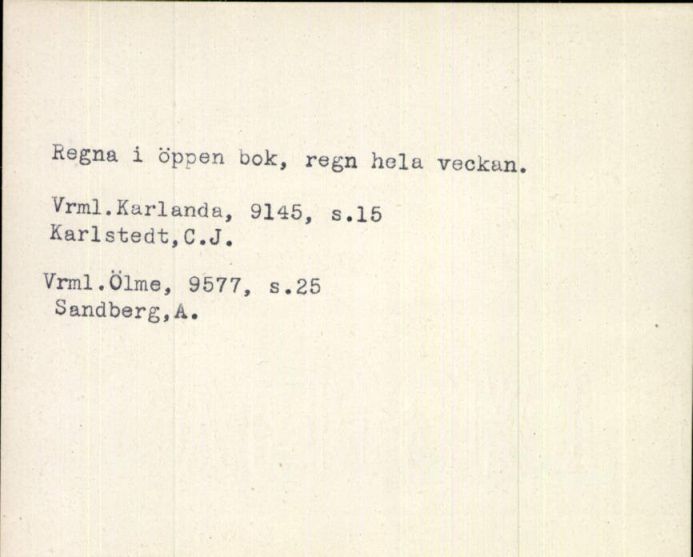 Regna i öppen bok, regn hela veckan.
Vrml.Karlanda, 9145, s.15
Karlstedt,C.J.
Vrml.Ölme, 9577, s.25
Sandberg,A.